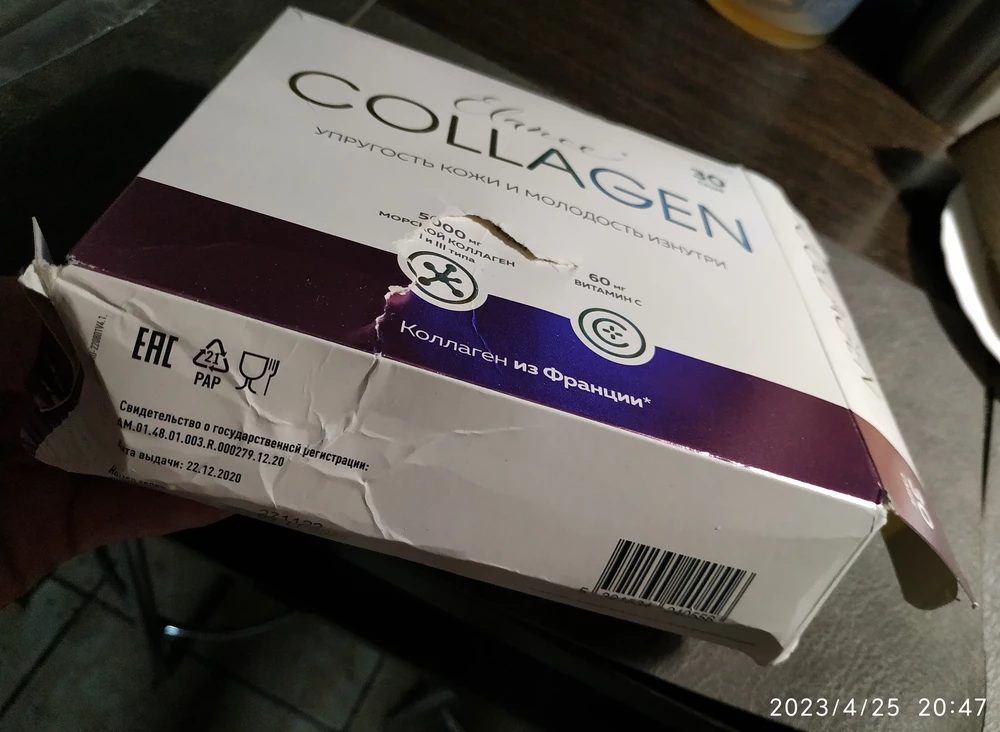 COLLAGEN
УПРУГОСТЬ КОЖИ И МОЛОДОСТЬ ИЗНУТРИ
30
5000 мг
МОРСКОЙ КОЛЛАГЕН
I и III типа
60 мг
ВИТАМИН С
Коллаген из Франции*
EAC
21
PAP
Свидетельство о государственной регистрации:
AM.01.48.01.003.R.000279.12.20
выдачи: 22.12.2020
2023/4/25 20:47